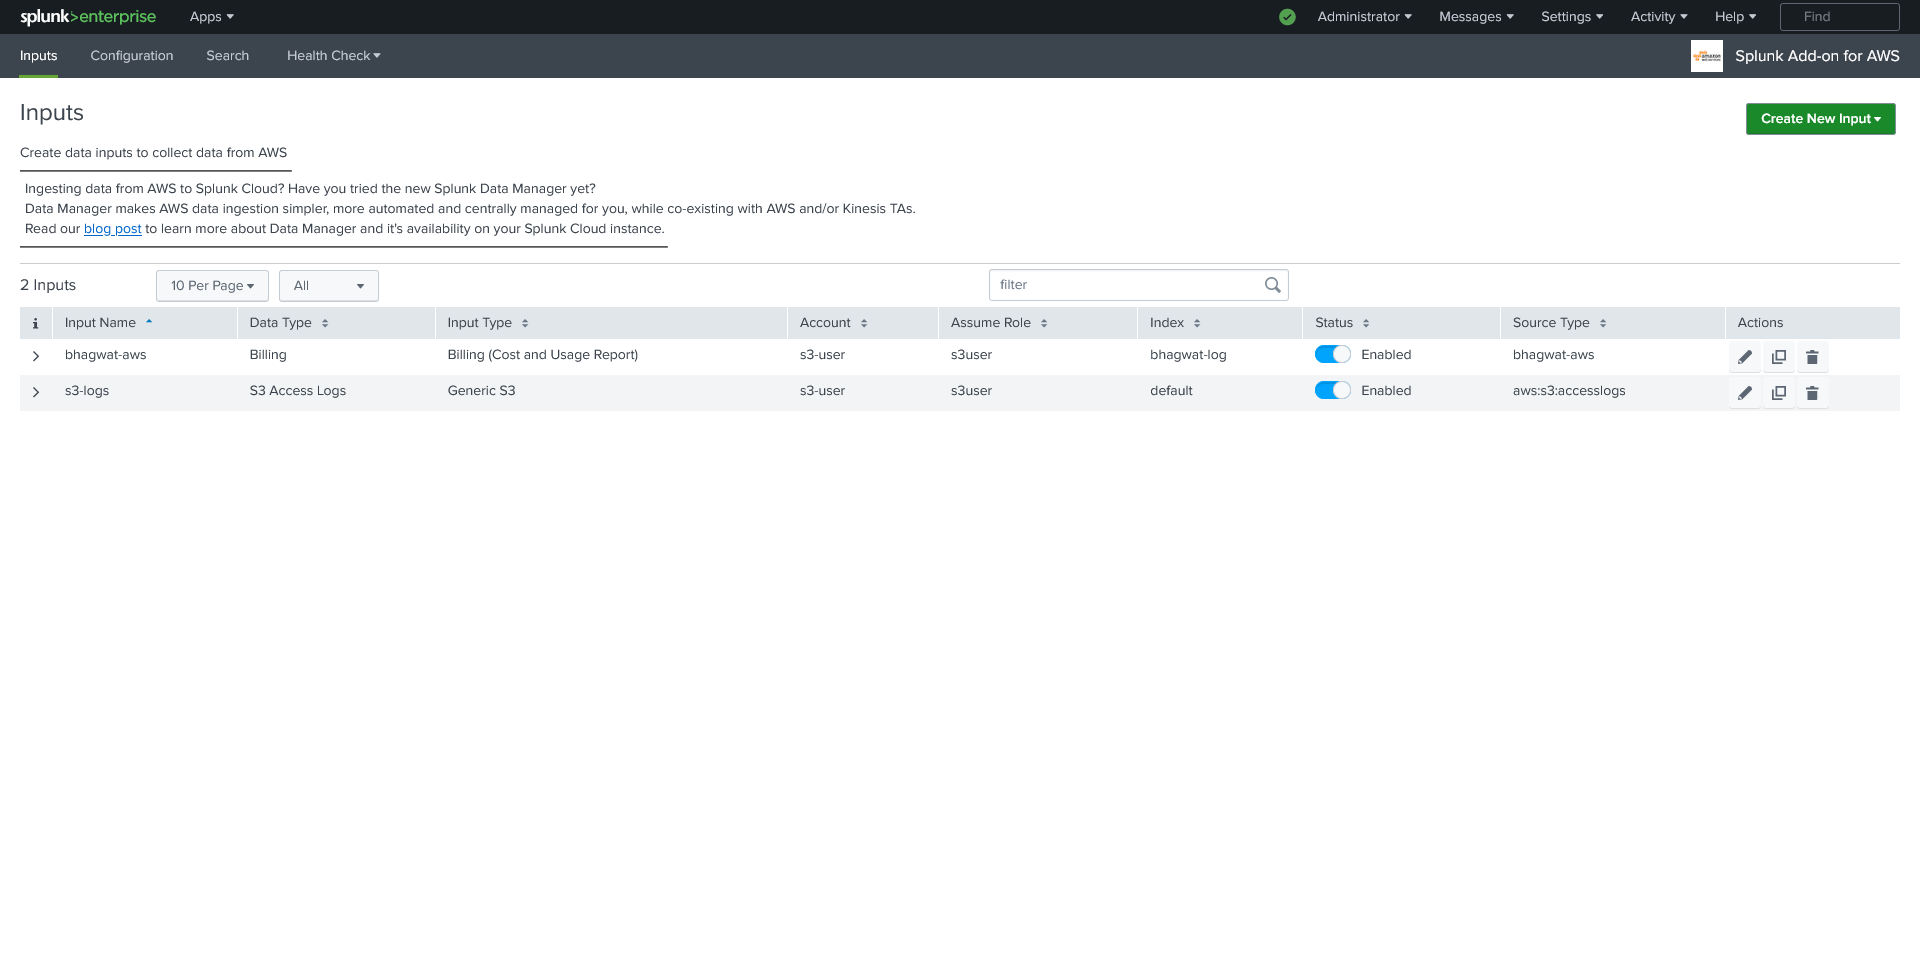 splunk>enterprise Apps Administrator Messages Settings Activity Help Find
Inputs Configuration Search Health Check Splunk Add-on for AWS
Inputs
Create New Input
Create data inputs to collect data from AWS
Ingesting data from AWS to Splunk Cloud? Have you tried the new Splunk Data Manager yet?
Data Manager makes AWS data ingestion simpler, more automated and centrally managed for you, while co-existing with AWS and/or Kinesis TAs.
Read our blog post to learn more about Data Manager and it's availability on your Splunk Cloud instance.
2 Inputs 10 Per Page All filter
i Input Name Data Type Input Type Account Assume Role Index Status Source Type Actions
bhagwat-aws Billing Billing (Cost and Usage Report) s3-user s3user bhagwat-log Enabled bhagwat-aws
s3-logs S3 Access Logs Generic S3 s3-user s3user default Enabled aws:s3:accesslogs